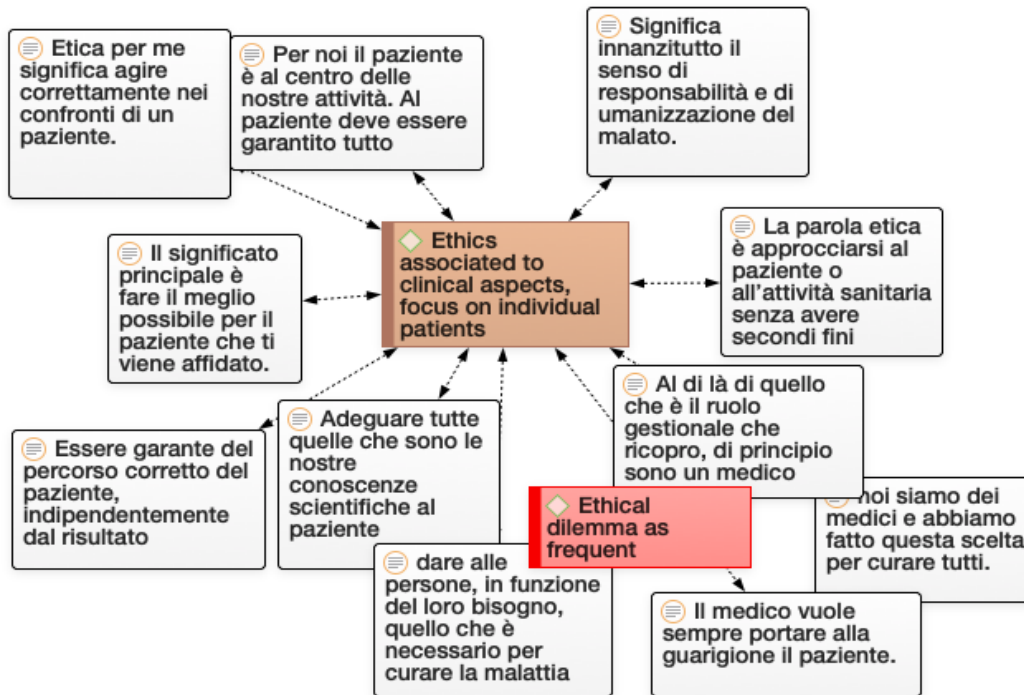 Etica per me
significa agire
correttamente nei
confronti di un
paziente.
Per noi il paziente
è al centro delle
nostre attività. Al
paziente deve essere
garantito tutto
Significa
innanzitutto il
senso di
responsabilità e di
umanizzazione del
malato.
Il significato
principale è
fare il meglio
possibile per il
paziente che ti
viene affidato.
Ethics
associated to
clinical aspects,
focus on individual
patients
La parola etica
è approcciarsi al
paziente o
all'attività sanitaria
senza avere
secondi fini
Essere garante del
percorso corretto del
paziente,
indipendentemente
dal risultato
Adeguare tutte
quelle che sono le
nostre
conoscenze
scientifiche al
paziente
Al di là di quello
che è il ruolo
gestionale che
ricopro, di principio
sono un medico
Ethical
dilemma as
frequent
noi siamo dei
medici e abbiamo
fatto questa scelta
per curare tutti.
dare alle
persone, in funzione
del loro bisogno,
quello che è
necessario per
curare la malattia
Il medico vuole
sempre portare alla
guarigione il paziente.